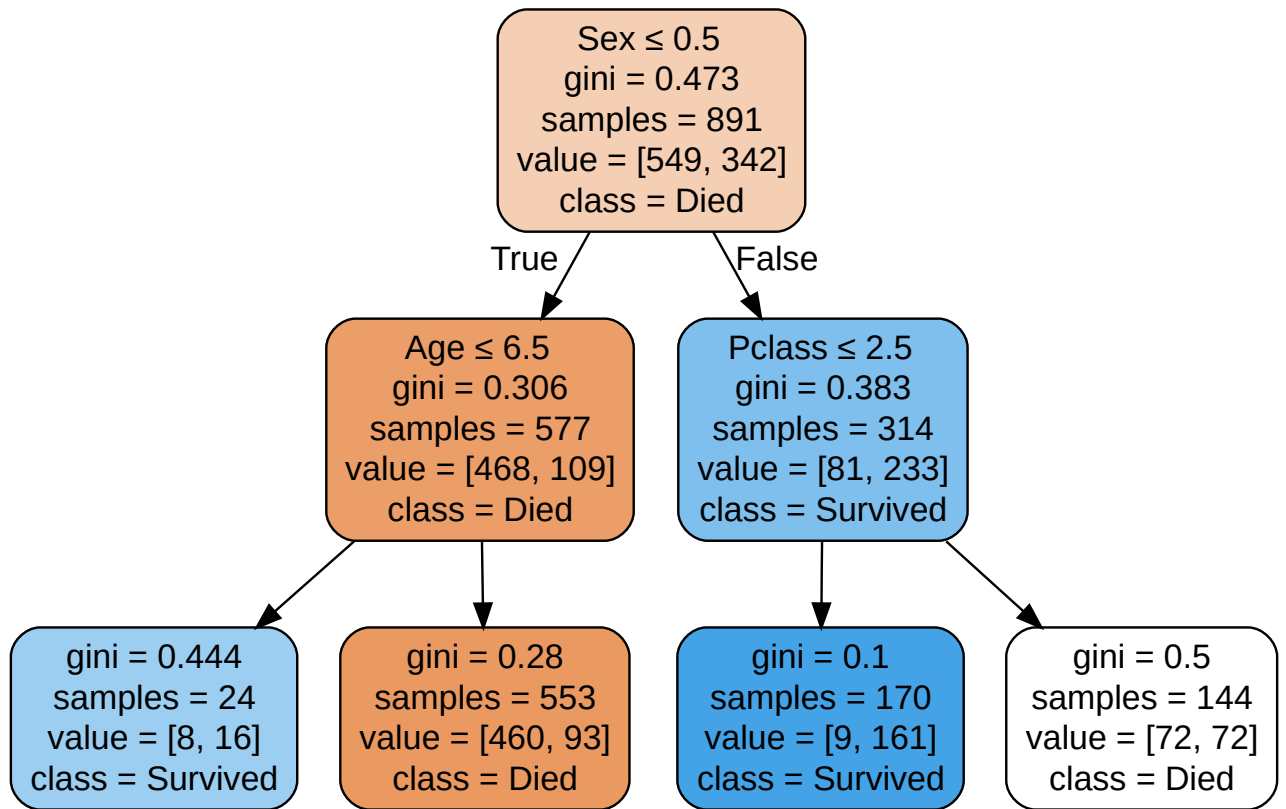 Sex ≤ 0.5
gini = 0.473
samples = 891
value = [549, 342]
class = Died
True
False
Age ≤ 6.5
gini = 0.306
samples = 577
value = [468, 109]
class = Died
Pclass ≤ 2.5
gini = 0.383
samples = 314
value = [81, 233]
class = Survived
gini = 0.444
samples = 24
value = [8, 16]
class = Survived
gini = 0.28
samples = 553
value = [460, 93]
class = Died
gini = 0.1
samples = 170
value = [9, 161]
class = Survived
gini = 0.5
samples = 144
value = [72, 72]
class = Died